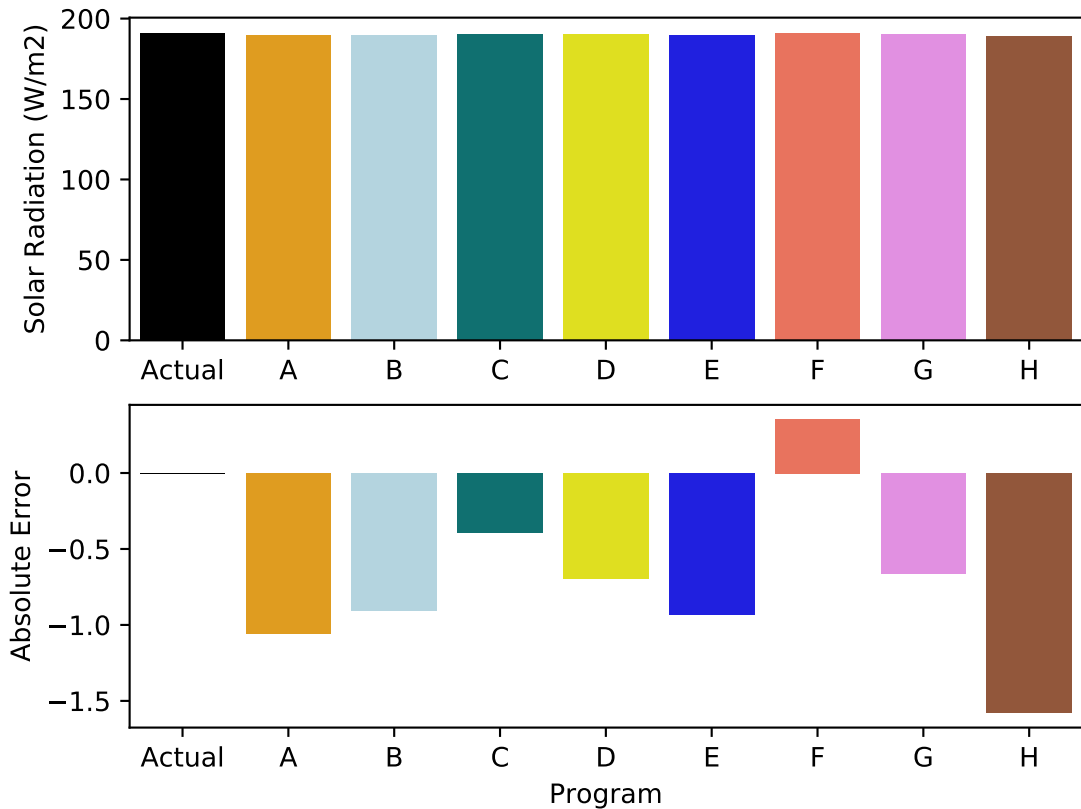 Solar Radiation (W/m2)
200
150
100
50
0
Actual A B C D E F G H
Absolute Error
0.0
−0.5
−1.0
−1.5
Actual A B C D E F G H
Program